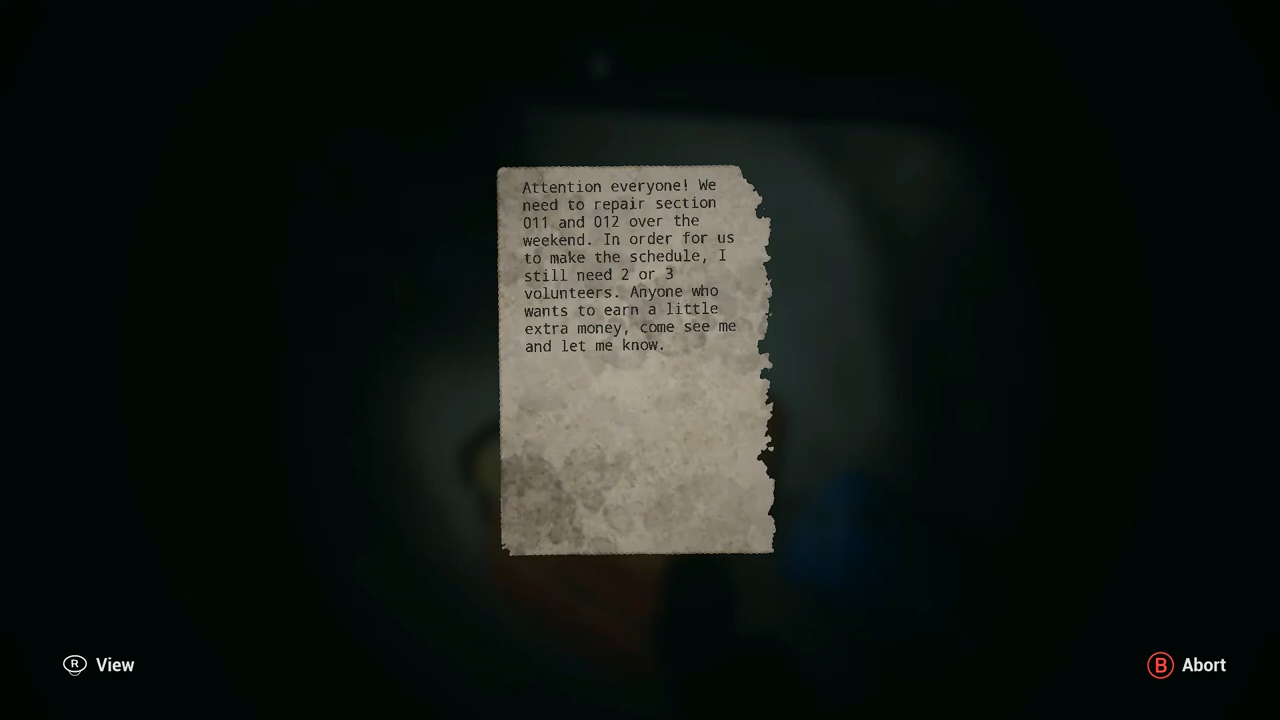 Attention everyone! We
need to repair section
011 and 012 over the
weekend. In order for us
to make the schedule, I
still need 2 or 3
volunteers. Anyone who
wants to earn a little
extra money, come see me
and let me know.
R View
B Abort